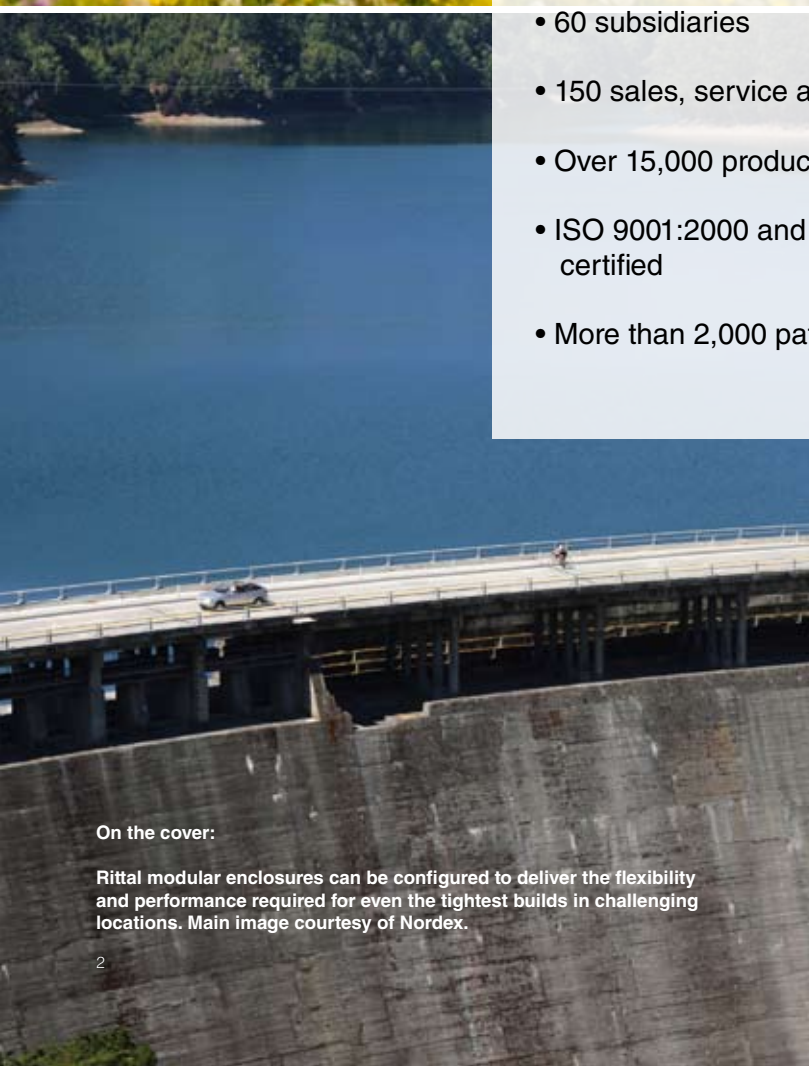 • 60 subsidiaries
• 150 sales, service
• Over 15,000
• ISO 9001:2000 and
certified
• More than 2,000
On the cover:
Rittal modular enclosures can be configured to deliver the flexibility
and performance required for even the tightest builds in challenging
locations. Main image courtesy of Nordex.
2